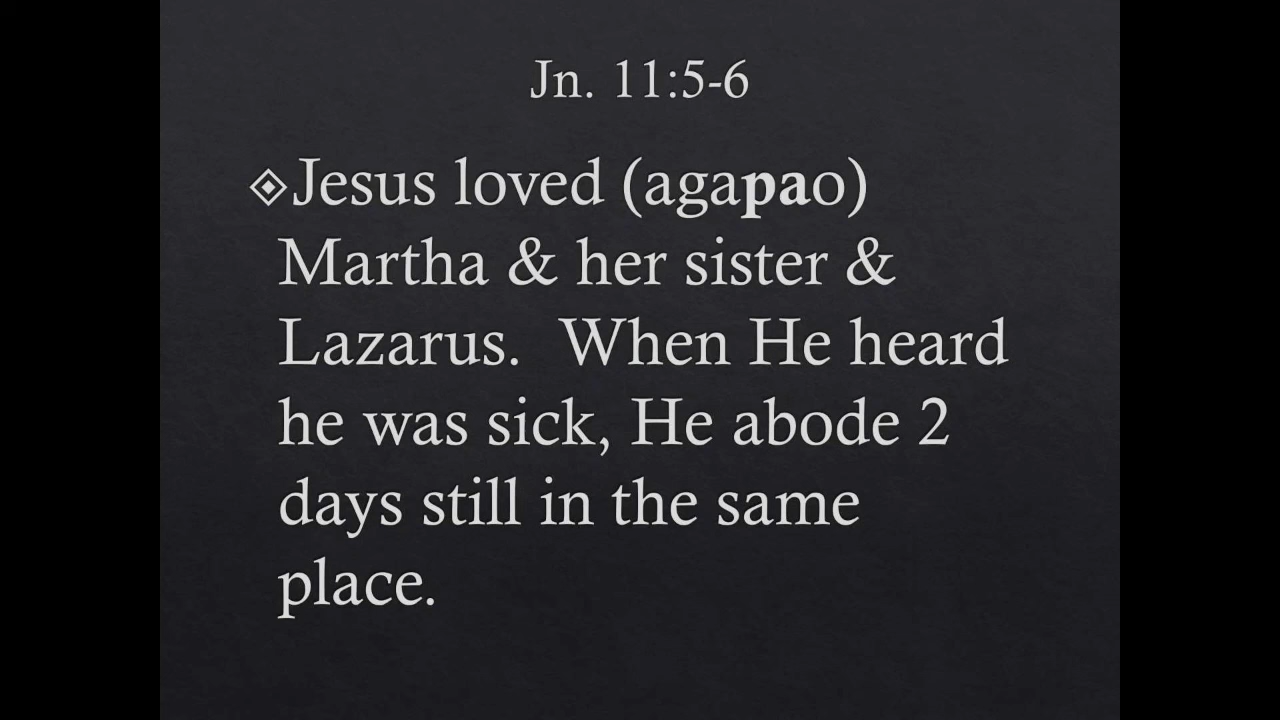 Jn. 11:5-6
Jesus loved (agapao)
Martha & her sister &
Lazarus.  When He heard
he was sick, He abode 2
days still in the same
place.